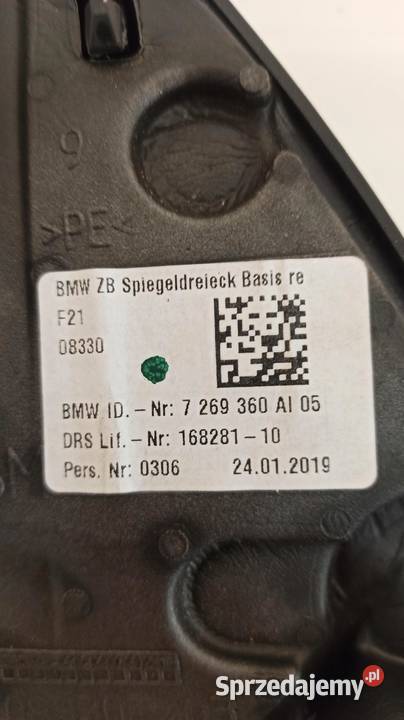 9
>PE<
BMW ZB Spiegeldreieck Basis re
F21
08330
BMW ID.-Nr: 7 269 360 AI 05
DRS Lif.-Nr: 168281-10
Pers. Nr: 0306 24.01.2019
Sprzedajemy.pl